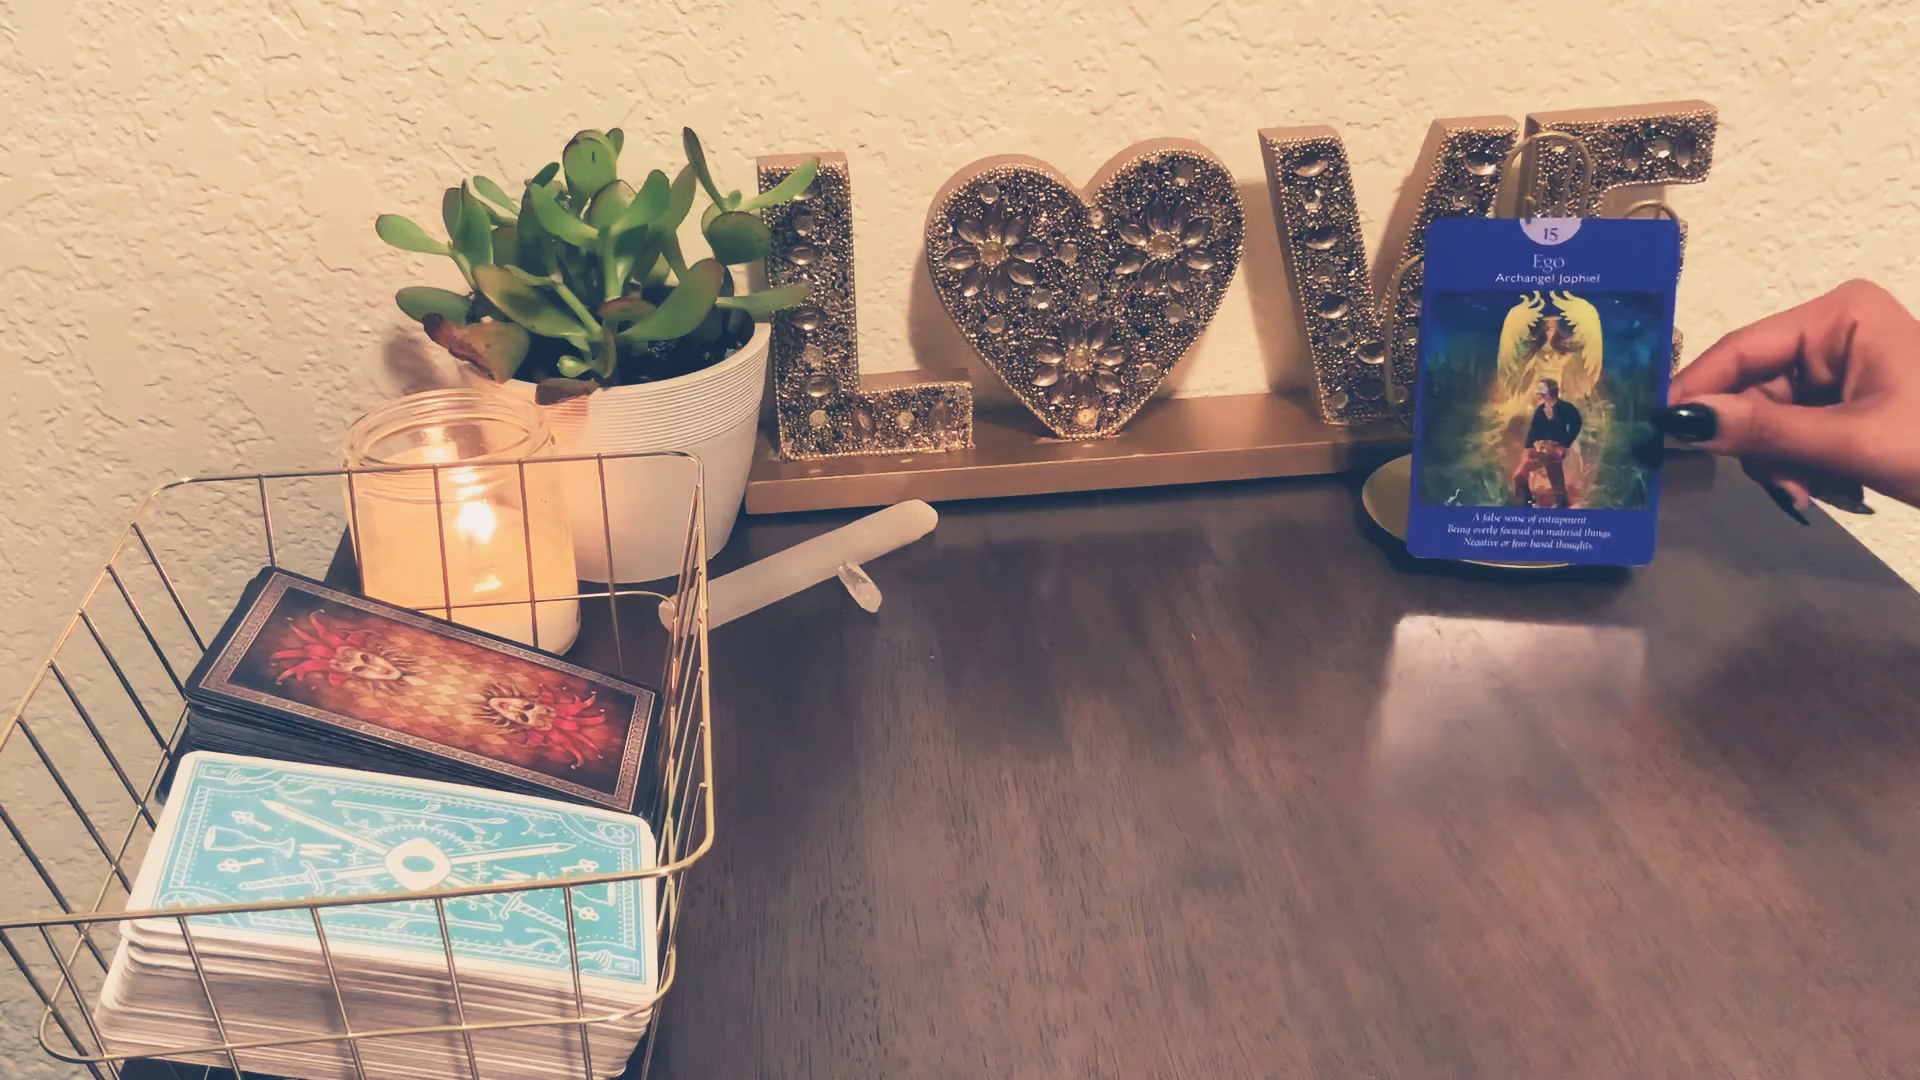 LOVE
15
Ego
Archangel Jophiel
A false sense of entrapment
Being overly focused on material things.
Negative or fear-based thoughts.